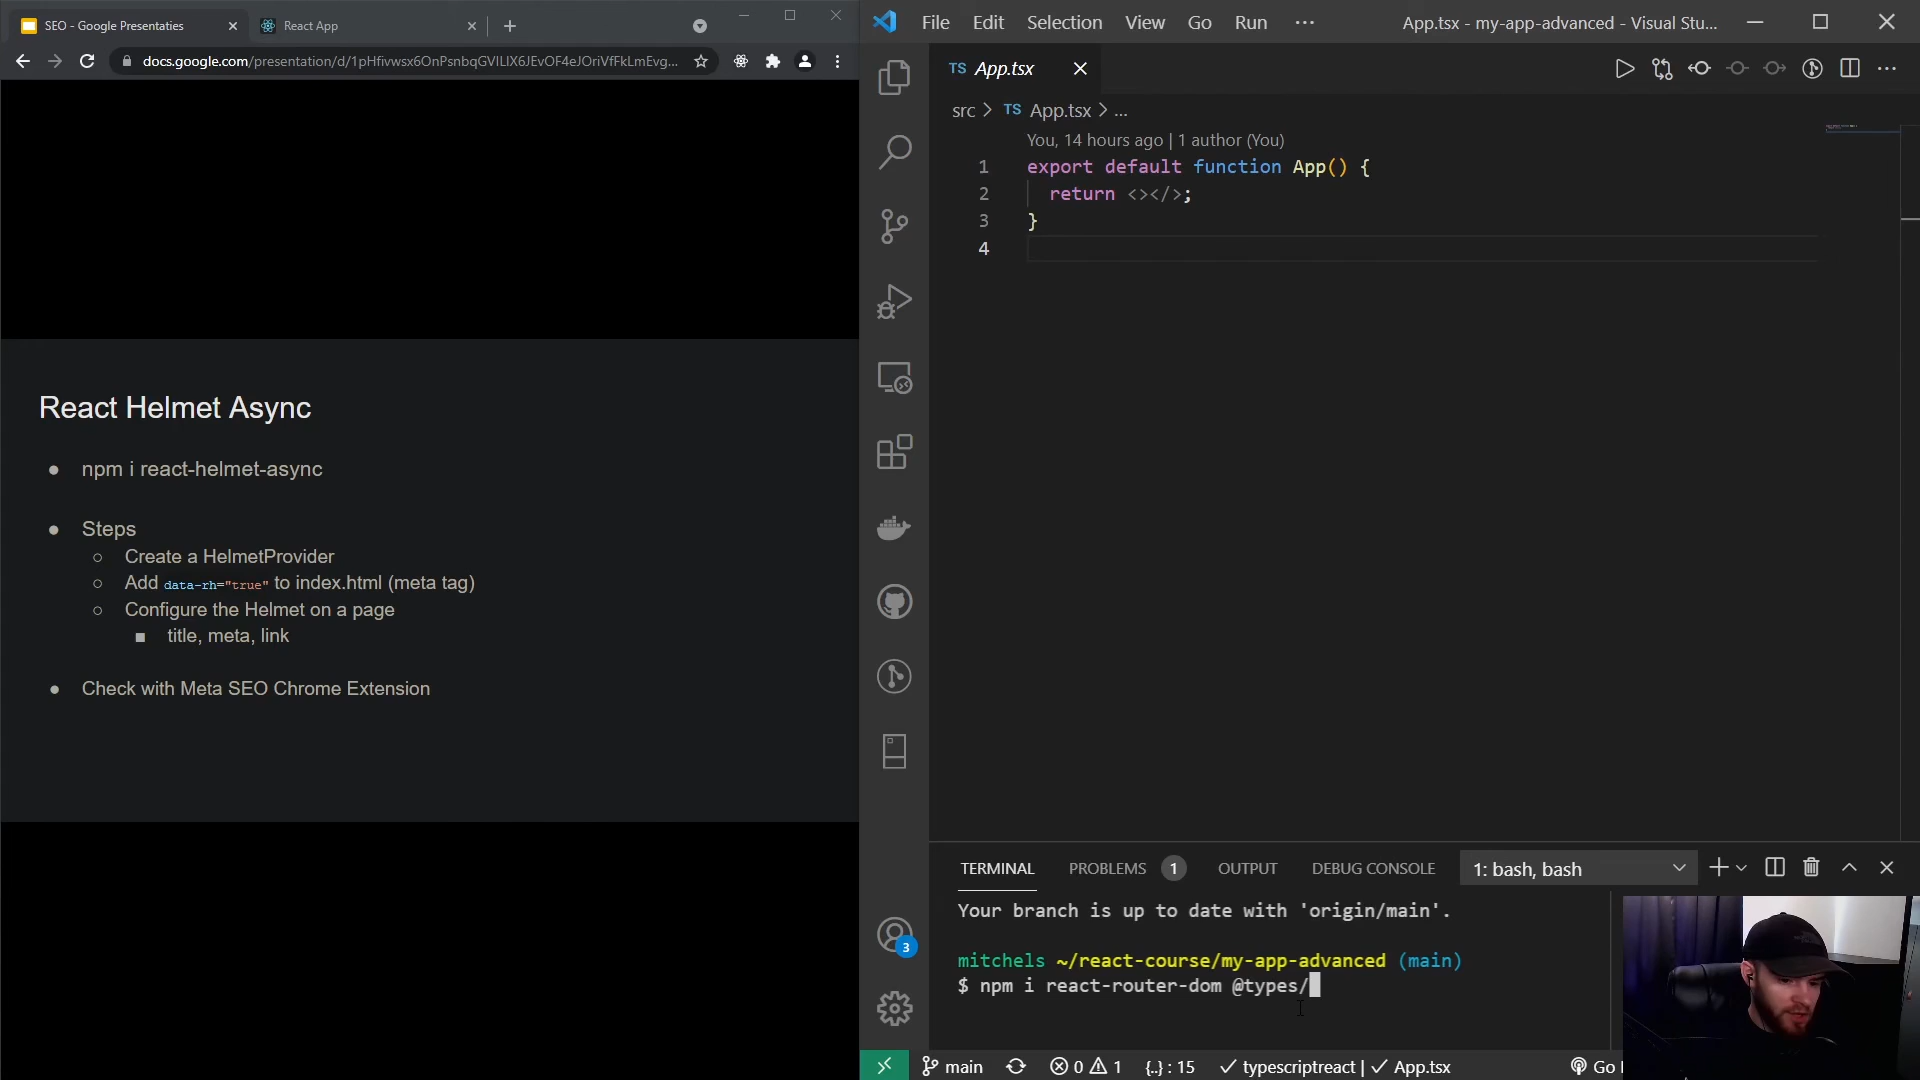 SEO - Google Presentaties
React App
docs.google.com/presentation/d/1pHfivwsx6OnPsnbqGVILIX6JEvOF4eJOriVfFkLmEvg...
React Helmet Async
● npm i react-helmet-async
● Steps
○ Create a HelmetProvider
○ Add data-rh="true" to index.html (meta tag)
○ Configure the Helmet on a page
■ title, meta, link
● Check with Meta SEO Chrome Extension
File Edit Selection View Go Run ··· App.tsx - my-app-advanced - Visual Stu...
TS App.tsx
src > TS App.tsx > ...
You, 14 hours ago | 1 author (You)
1 export default function App() {
2 return <></>;
3 }
4
TERMINAL PROBLEMS 1 OUTPUT DEBUG CONSOLE 1: bash, bash
Your branch is up to date with 'origin/main'.
mitchels ~/react-course/my-app-advanced (main)
$ npm i react-router-dom @types/
3
main 0 1 {..} : 15 ✓ typescriptreact | ✓ App.tsx Go